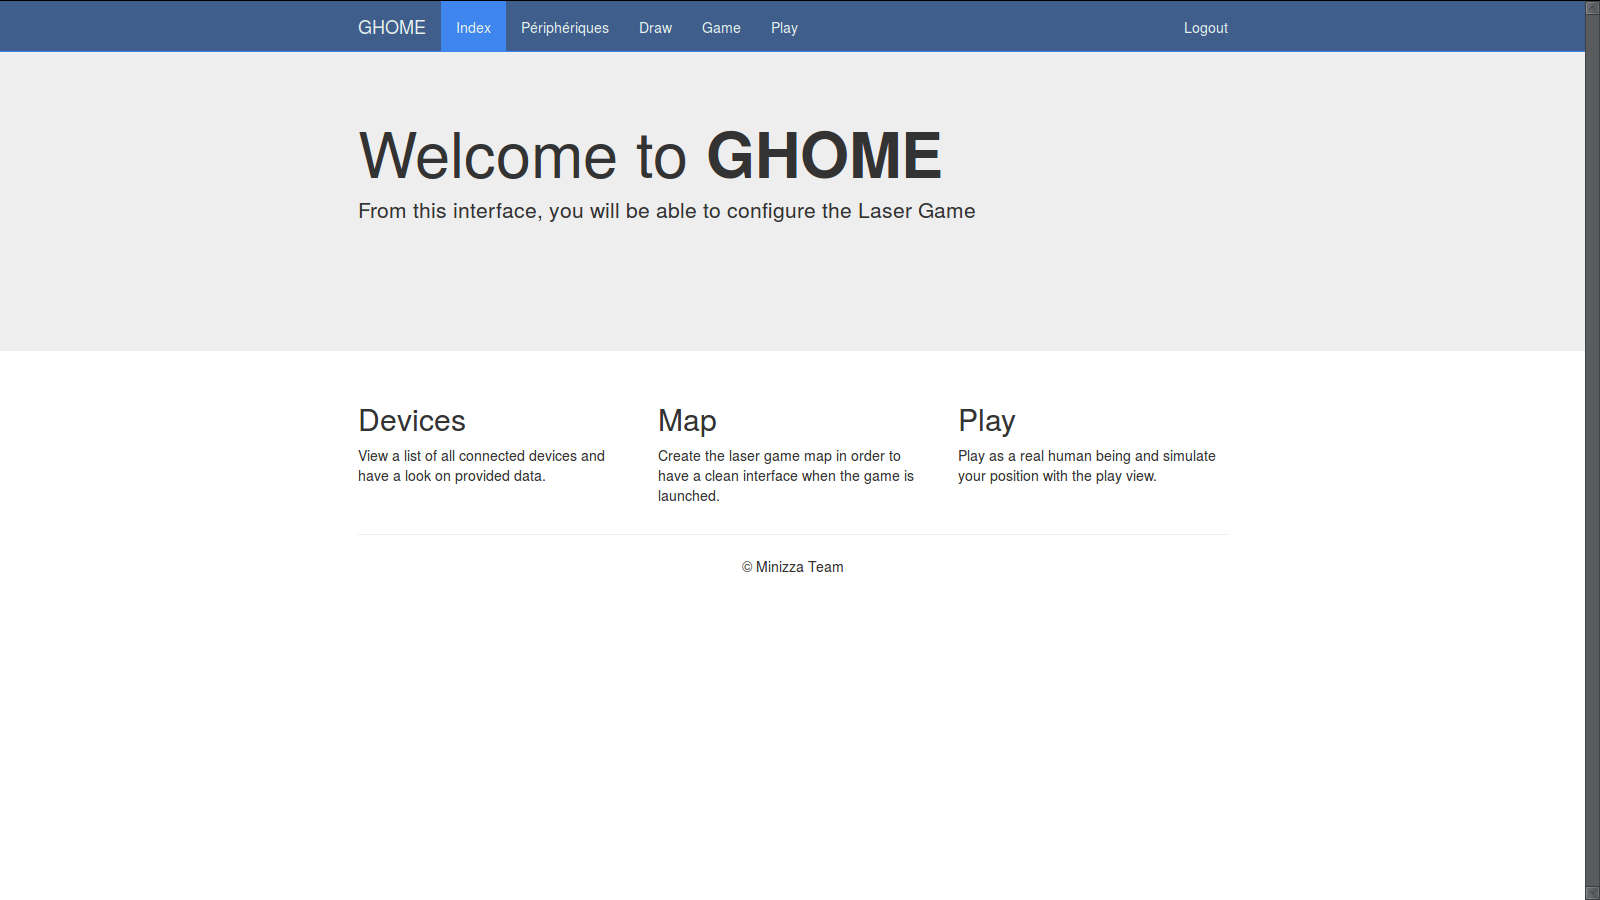 GHOME Index Périphériques Draw Game Play Logout
Welcome to GHOME
From this interface, you will be able to configure the Laser Game
Devices
View a list of all connected devices and
have a look on provided data.
Map
Create the laser game map in order to
have a clean interface when the game is
launched.
Play
Play as a real human being and simulate
your position with the play view.
© Minizza Team